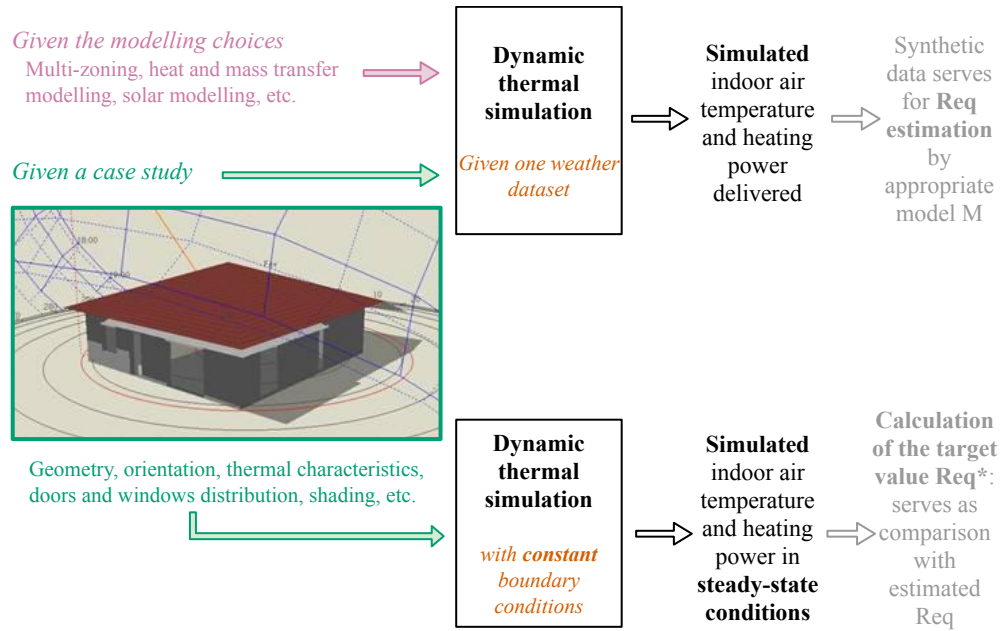 Given the modelling choices
Multi-zoning, heat and mass transfer
modelling, solar modelling, etc.
Dynamic
thermal
simulation
Given one weather
dataset
Simulated
indoor air
temperature
and heating
power
delivered
Synthetic
data serves
for Req
estimation
by
appropriate
model M
Given a case study
18:00
10
Geometry, orientation, thermal characteristics,
doors and windows distribution, shading, etc.
Dynamic
thermal
simulation
with constant
boundary
conditions
Simulated
indoor air
temperature
and heating
power in
steady-state
conditions
Calculation
of the target
value Req*:
serves as
comparison
with
estimated
Req